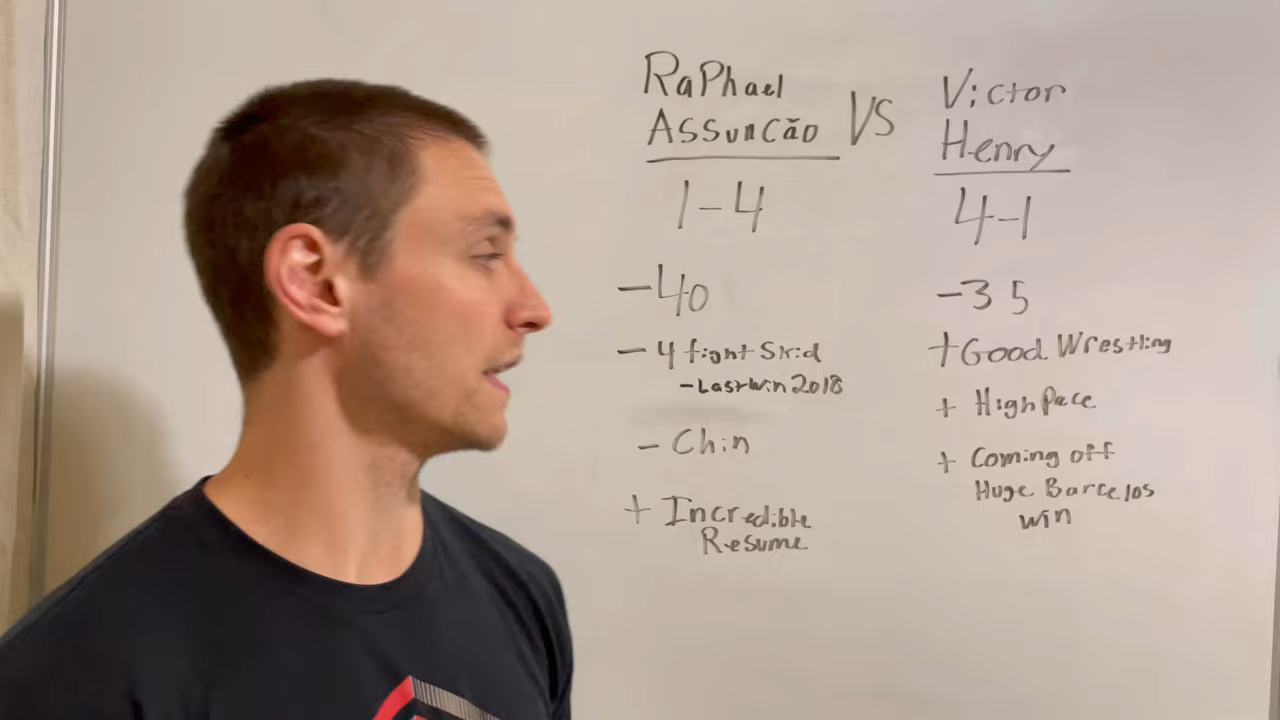 RaPhael
ASSuncăo
VS
Victor
Henry
1-4
4-1
-40
-35
- 4 fight Skid
-Last win 2018
- Chin
+ Incredible
Resume
+Good Wrestling
+ High Pace
+ Coming off
Huge Barcelos
win